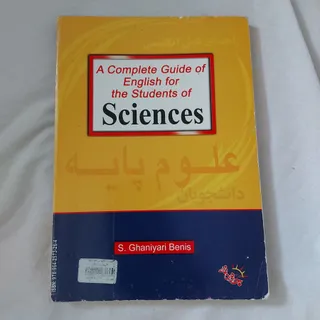 A Complete Guide of
English for
the Students of
Sciences
علوم پایه
دانشجویان
S. Ghaniyari Benis